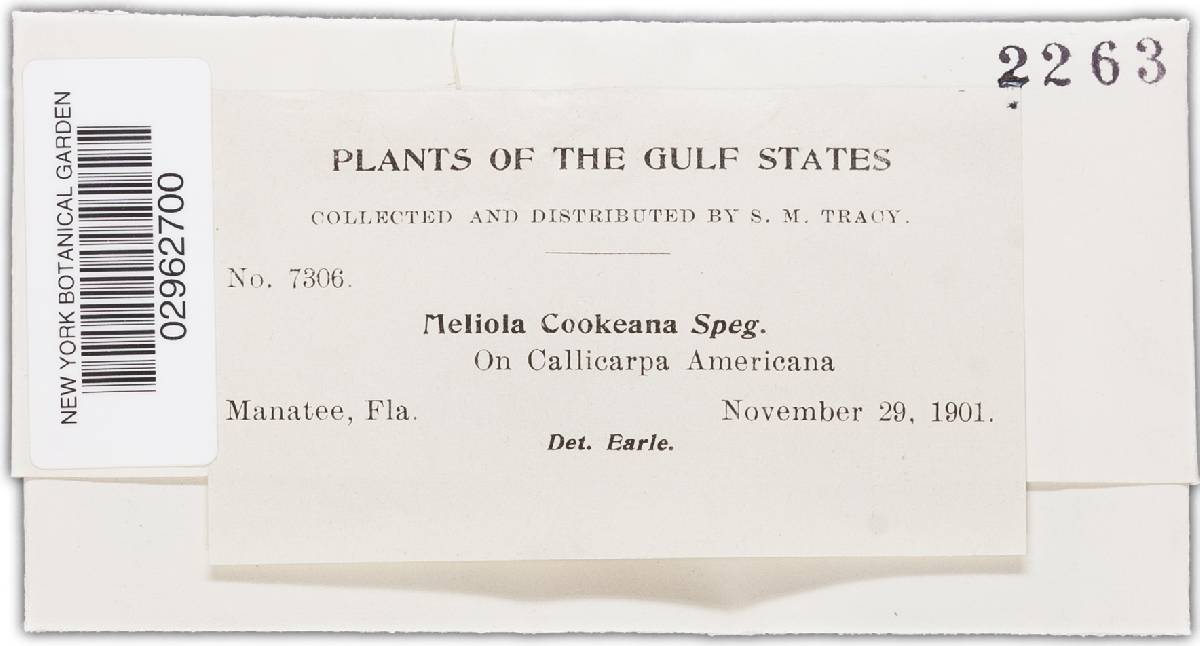 2263
NEW YORK BOTANICAL GARDEN
02962700
PLANTS OF THE GULF STATES
COLLECTED AND DISTRIBUTED BY S. M. TRACY.
No. 7306.
Meliola Cookeana Speg.
On Callicarpa Americana
Manatee, Fla. November 29, 1901.
Det. Earle.